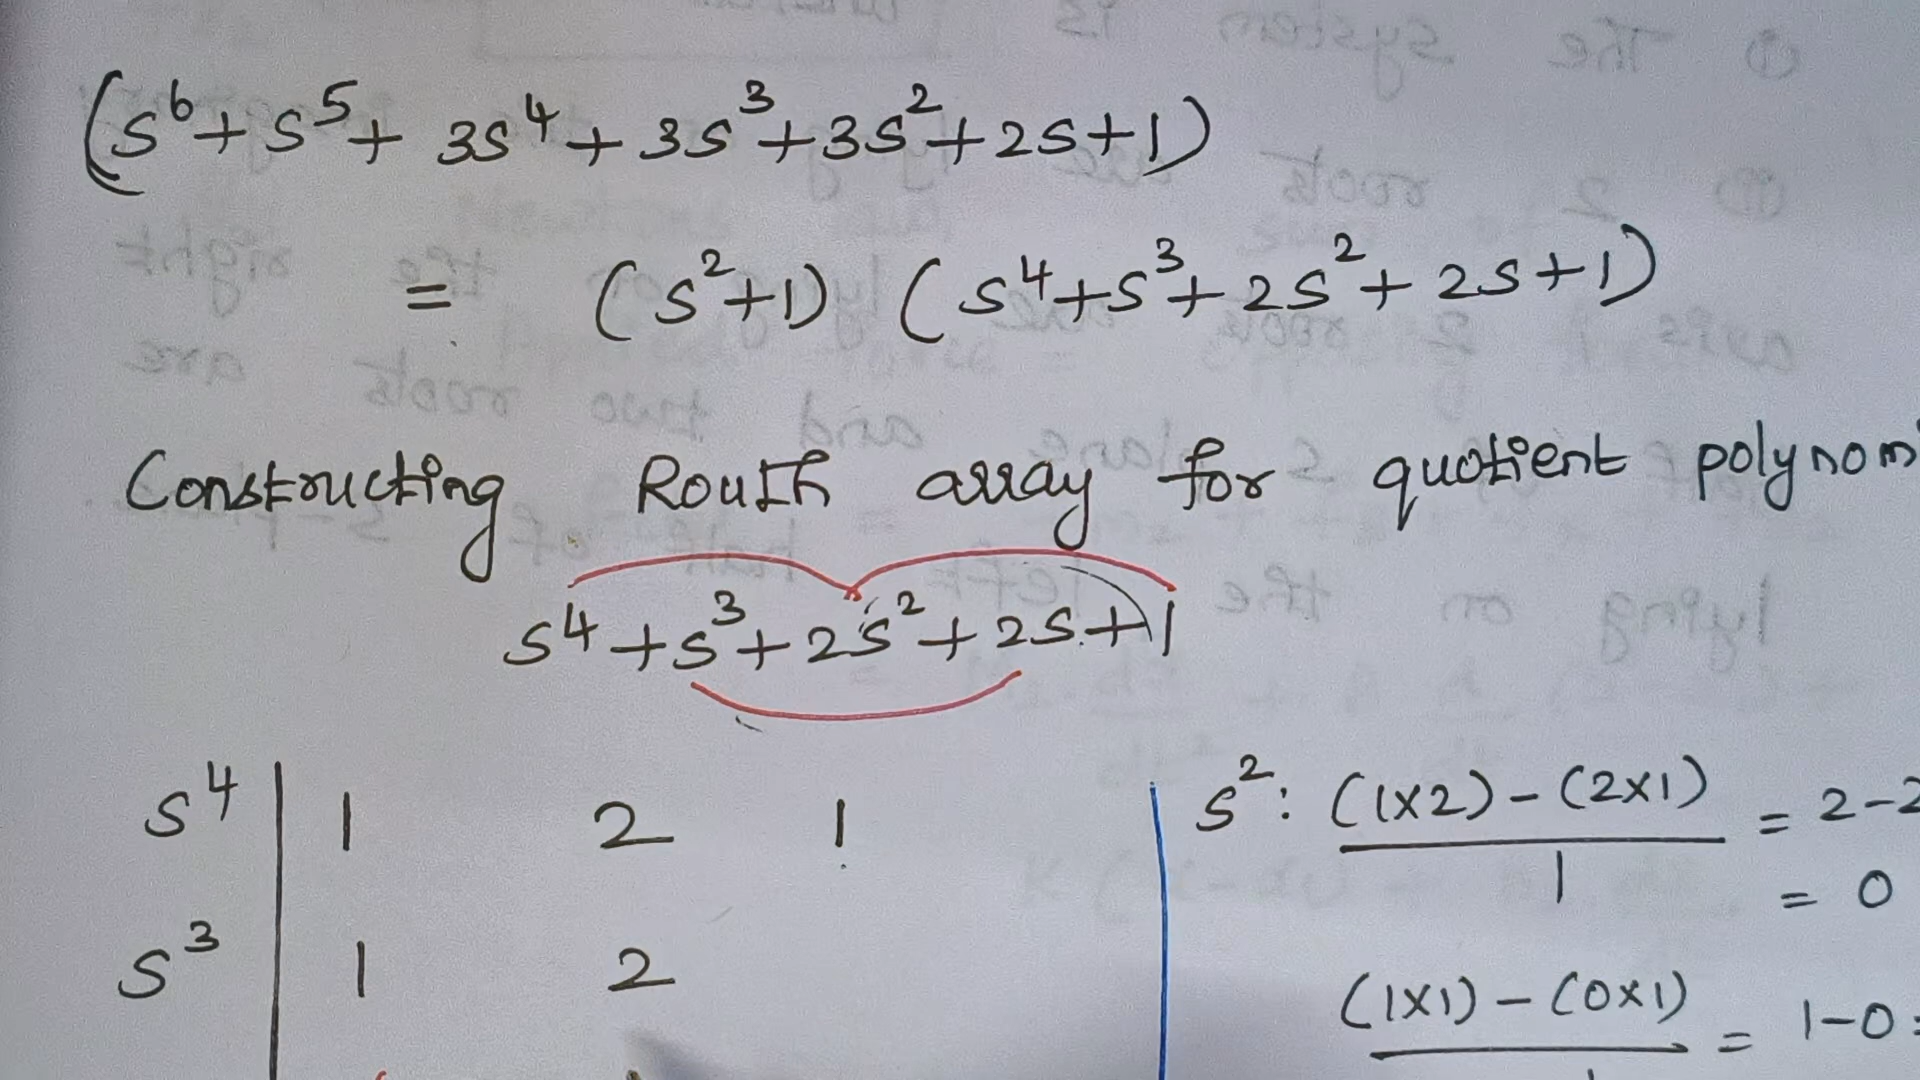 (s⁶ + s⁵ + 3s⁴ + 3s³ + 3s² + 2s + 1)
= (s² + 1) (s⁴ + s³ + 2s² + 2s + 1)
Constructing Routh array for quotient polynom
s⁴ + s³ + 2s² + 2s + 1
s⁴ | 1 2 1
s³ | 1 2
s² : (1×2) - (2×1) / 1 = 2-2
= 0
(1×1) - (0×1) / 1 = 1-0 =